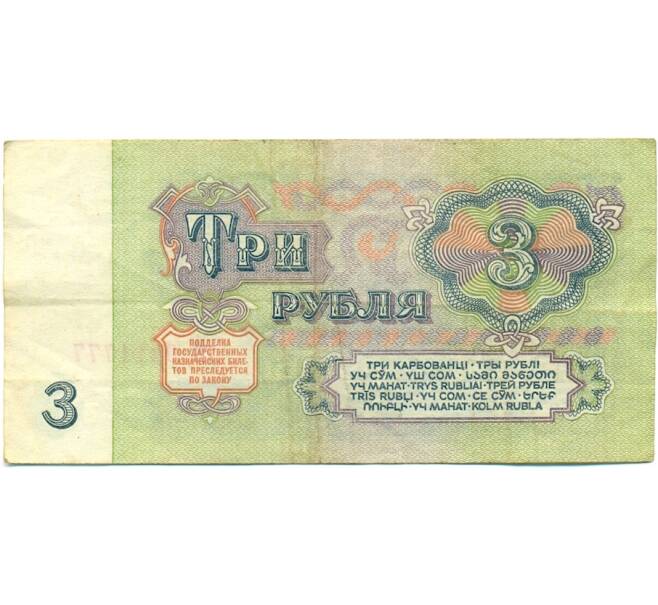 ТРИ
3
РУБЛЯ
ПОДДЕЛКА
ГОСУДАРСТВЕННЫХ
КАЗНАЧЕЙСКИХ БИЛЕ-
ТОВ ПРЕСЛЕДУЕТСЯ
ПО ЗАКОНУ
ТРИ КАРБОВАНЦІ · ТРЫ РУБЛІ
УЧ СЎМ · ҮШ СОМ · ᲡᲐᲛᲘ ᲛᲐᲜᲔᲗᲘ
ҮЧ МАНАТ · TRYS RUBLIAI · ТРЕЙ РУБЛЕ
TRĪS RUBĻI · ҮЧ СОМ · СЕ СӮМ · ԵՐԵՔ
ՌՈՒԲԼԻ · ҮЧ МАНАТ · KOLM RUBLA
3